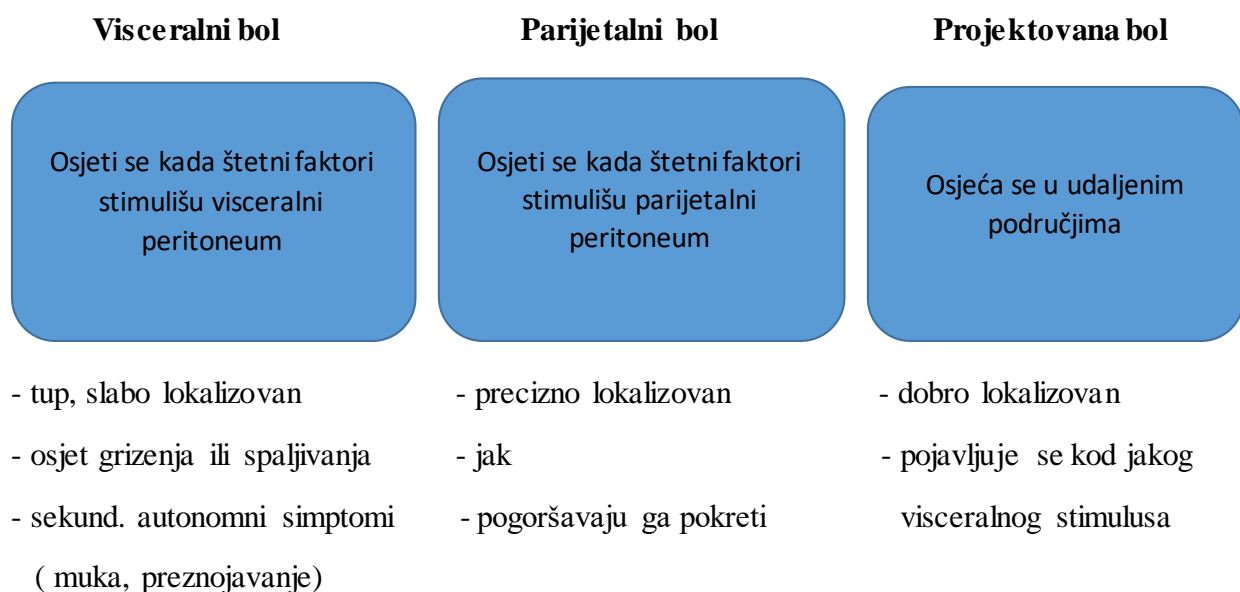 Visceralni bol
Parijetalni bol
Projektovana bol
Osjeti se kada štetni faktori
stimulišu visceralni
peritoneum
Osjeti se kada štetni faktori
stimulišu parijetalni
peritoneum
Osjeća se u udaljenim
područjima
- tup, slabo lokalizovan
- osjet grizenja ili spaljivanja
- sekund. autonomni simptomi
( muka, preznojavanje)
- precizno lokalizovan
- jak
- pogoršavaju ga pokreti
- dobro lokalizovan
- pojavljuje se kod jakog
visceralnog stimulusa